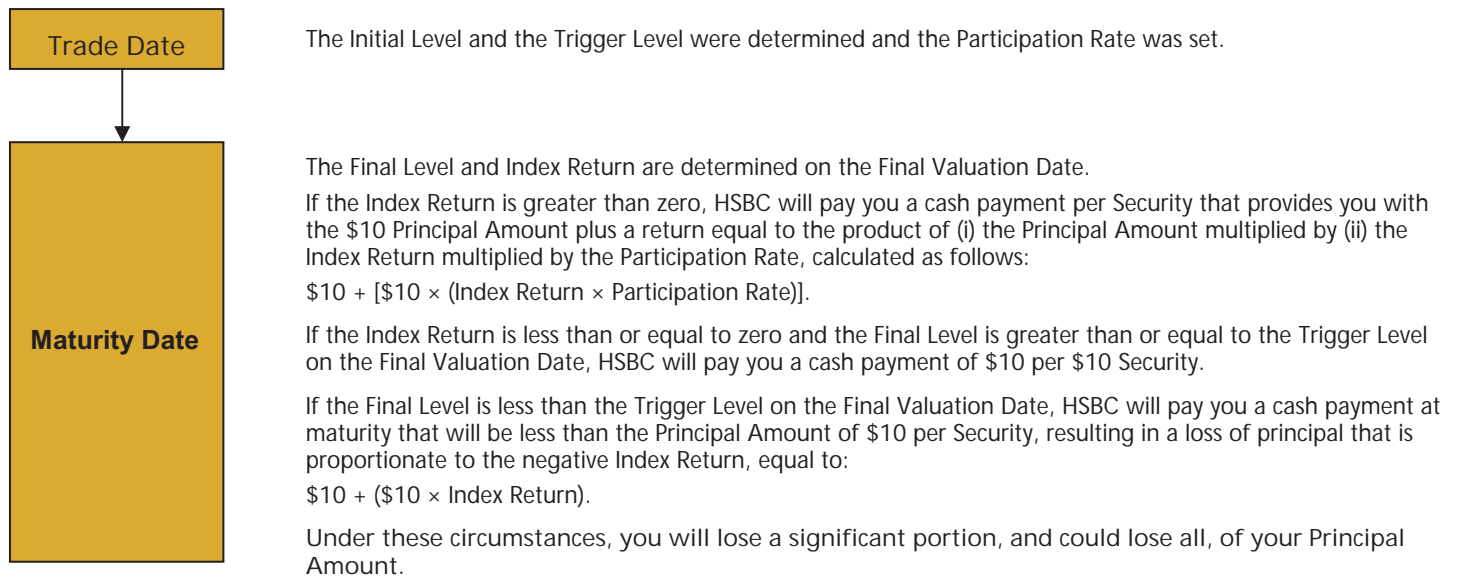 Trade Date
The Initial Level and the Trigger Level were determined and the Participation Rate was set.
Maturity Date
The Final Level and Index Return are determined on the Final Valuation Date.
If the Index Return is greater than zero, HSBC will pay you a cash payment per Security that provides you with
the $10 Principal Amount plus a return equal to the product of (i) the Principal Amount multiplied by (ii) the
Index Return multiplied by the Participation Rate, calculated as follows:
$10 + [$10 × (Index Return × Participation Rate)].
If the Index Return is less than or equal to zero and the Final Level is greater than or equal to the Trigger Level
on the Final Valuation Date, HSBC will pay you a cash payment of $10 per $10 Security.
If the Final Level is less than the Trigger Level on the Final Valuation Date, HSBC will pay you a cash payment at
maturity that will be less than the Principal Amount of $10 per Security, resulting in a loss of principal that is
proportionate to the negative Index Return, equal to:
$10 + ($10 × Index Return).
Under these circumstances, you will lose a significant portion, and could lose all, of your Principal
Amount.